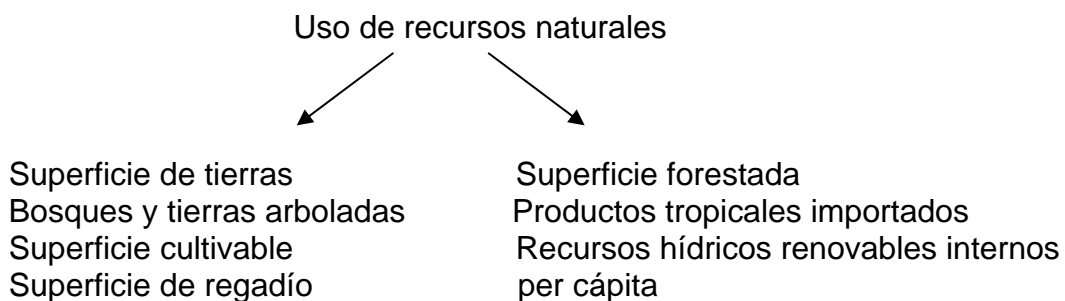 Uso de recursos naturales
Superficie de tierras
Bosques y tierras arboladas
Superficie cultivable
Superficie de regadío
Superficie forestada
Productos tropicales importados
Recursos hídricos renovables internos
per cápita